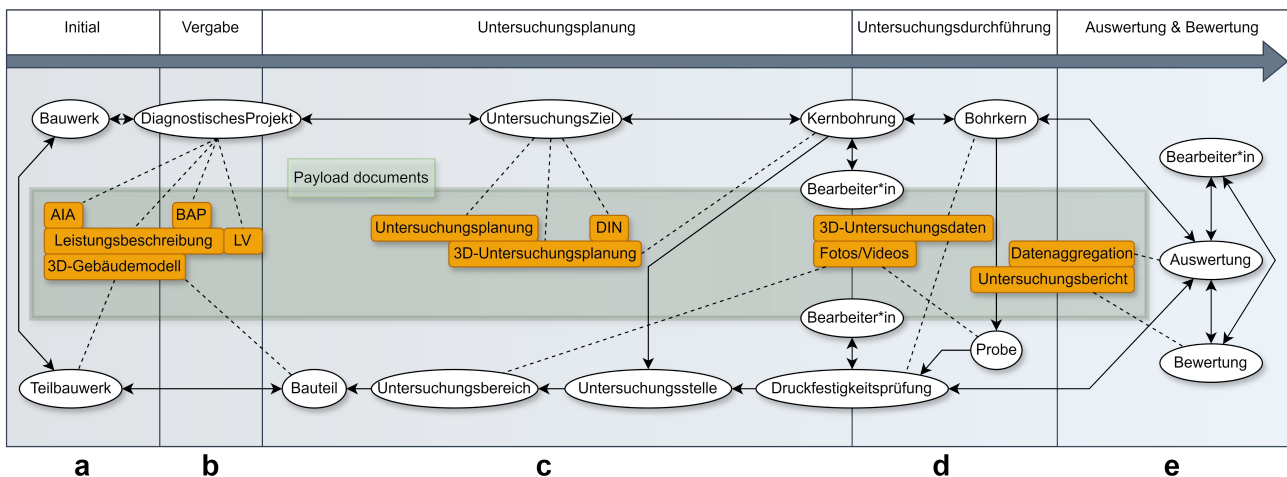 Initial
Vergabe
Untersuchungsplanung
Untersuchungsdurchführung
Auswertung & Bewertung
Bauwerk
DiagnostischesProjekt
UntersuchungsZiel
Kernbohrung
Bohrkern
Bearbeiter*in
Payload documents
Bearbeiter*in
AIA
BAP
Leistungsbeschreibung
LV
3D-Gebäudemodell
Untersuchungsplanung
DIN
3D-Untersuchungsplanung
3D-Untersuchungsdaten
Fotos/Videos
Datenaggregation
Untersuchungsbericht
Auswertung
Bearbeiter*in
Probe
Bewertung
Teilbauwerk
Bauteil
Untersuchungsbereich
Untersuchungsstelle
Druckfestigkeitsprüfung
a
b
c
d
e